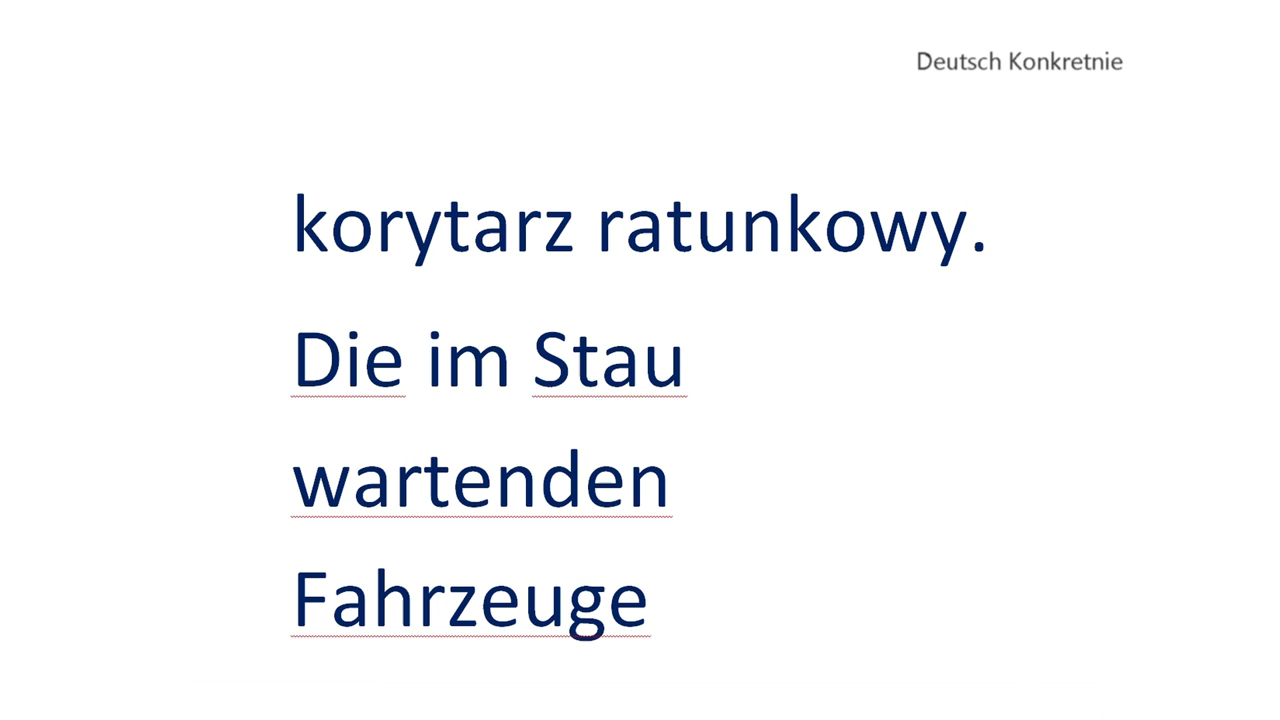 Deutsch Konkretnie
korytarz ratunkowy.
Die im Stau
wartenden
Fahrzeuge